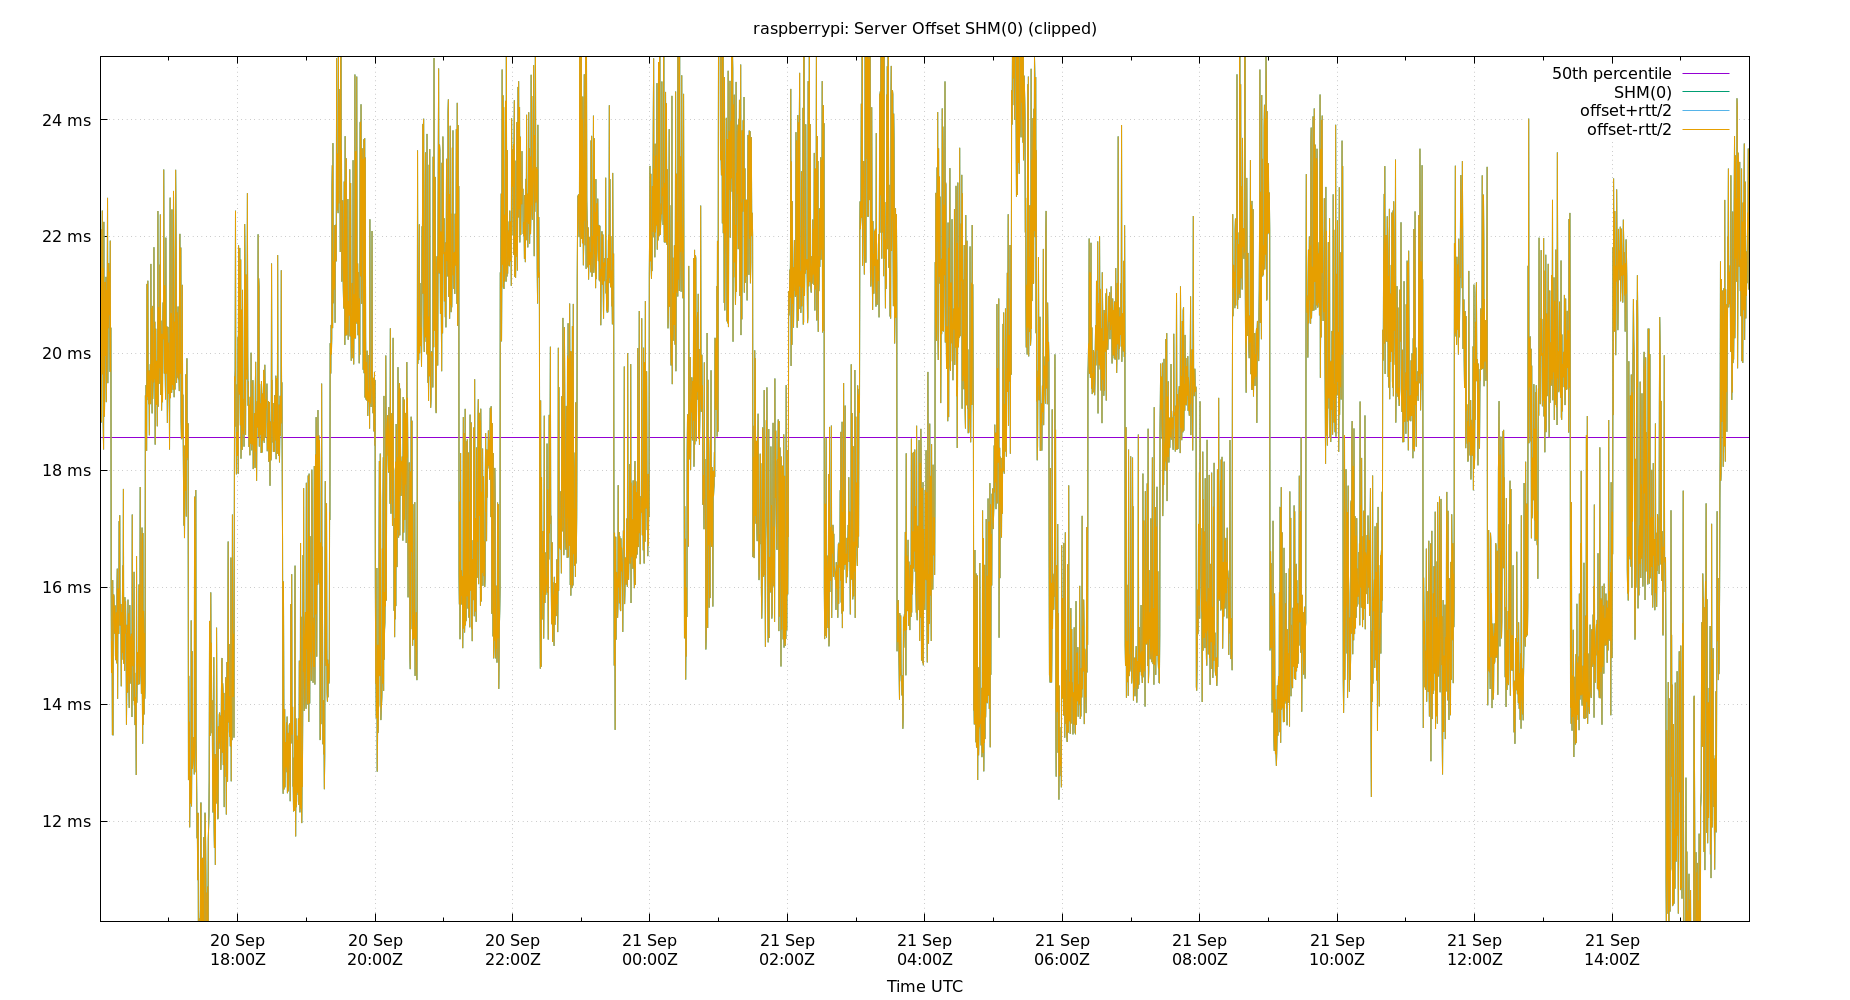 raspberrypi: Server Offset SHM(0) (clipped)
50th percentile
SHM(0)
offset+rtt/2
offset-rtt/2
24 ms
22 ms
20 ms
18 ms
16 ms
14 ms
12 ms
20 Sep 20 Sep 20 Sep 21 Sep 21 Sep 21 Sep 21 Sep 21 Sep 21 Sep 21 Sep 21 Sep
18:00Z 20:00Z 22:00Z 00:00Z 02:00Z 04:00Z 06:00Z 08:00Z 10:00Z 12:00Z 14:00Z
Time UTC